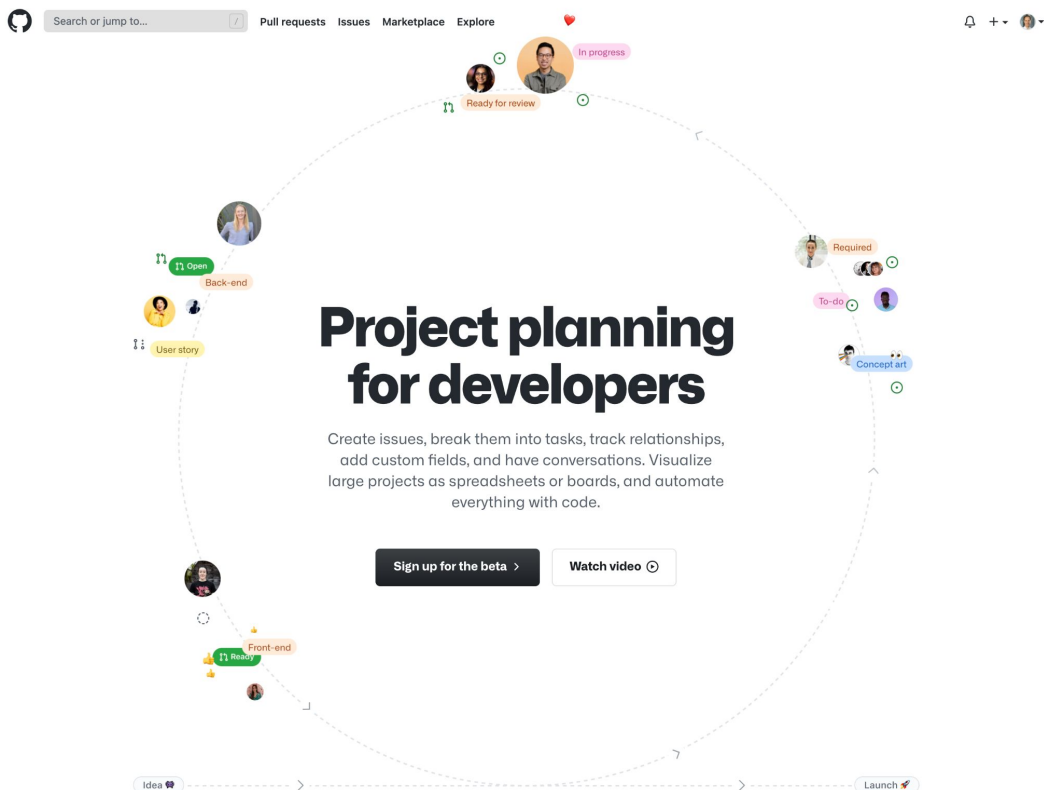 Search or jump to...
/
Pull requests
Issues
Marketplace
Explore
In progress
Ready for review
Open
Back-end
User story
Required
To-do
Concept art
Project planning
for developers
Create issues, break them into tasks, track relationships,
add custom fields, and have conversations. Visualize
large projects as spreadsheets or boards, and automate
everything with code.
Sign up for the beta
Watch video
Front-end
Ready
Idea
Launch